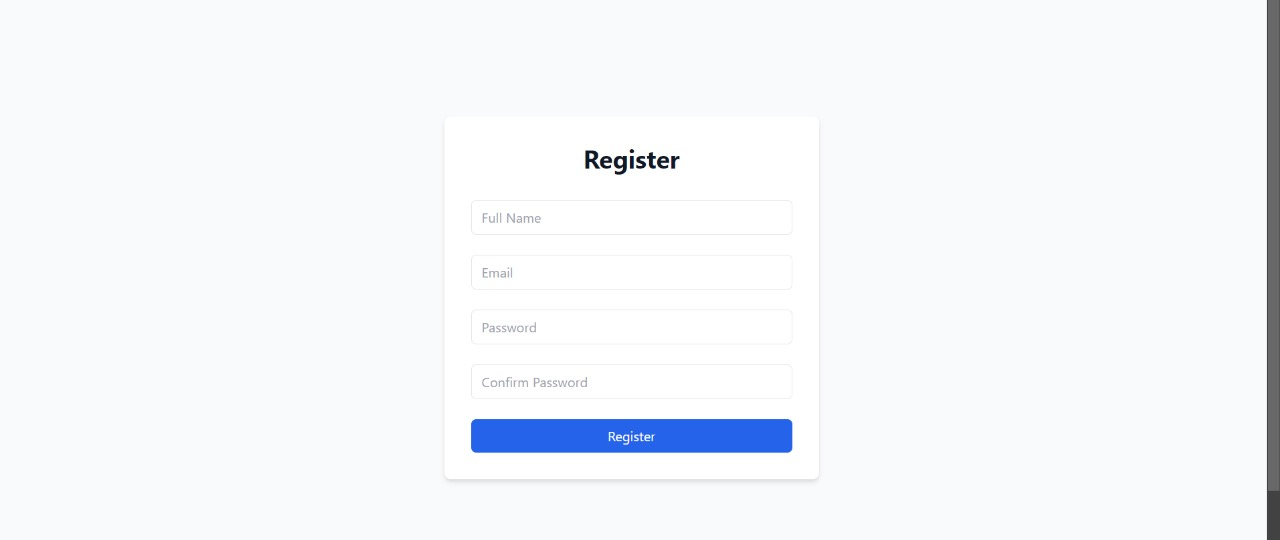 Register
Full Name
Email
Password
Confirm Password
Register